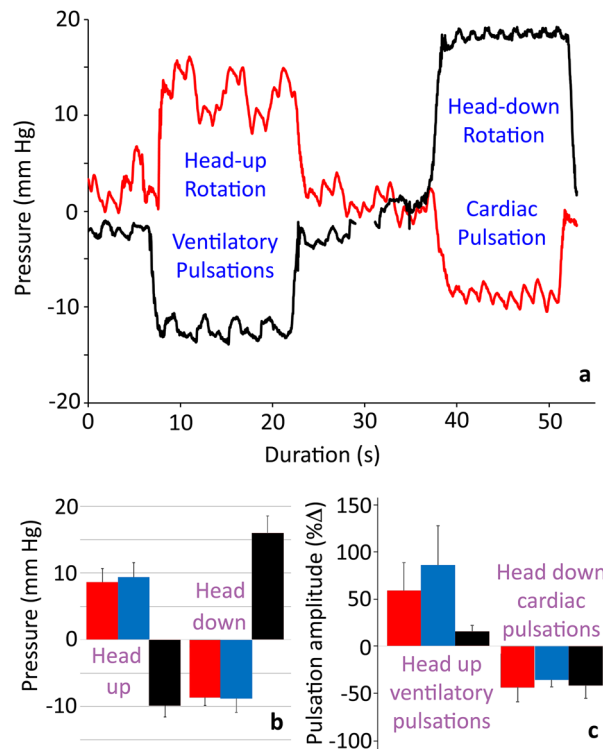 20
10
0
-10
-20
Pressure (mm Hg)
Head-up
Rotation
Ventilatory
Pulsations
Head-down
Rotation
Cardiac
Pulsation
a
0
10
20
30
40
50
Duration (s)
20
10
0
-10
Pressure (mm Hg)
Head
down
Head
up
b
150
100
50
0
-50
-100
Pulsation amplitude (%Δ)
Head down
cardiac
pulsations
Head up
ventilatory
pulsations
c